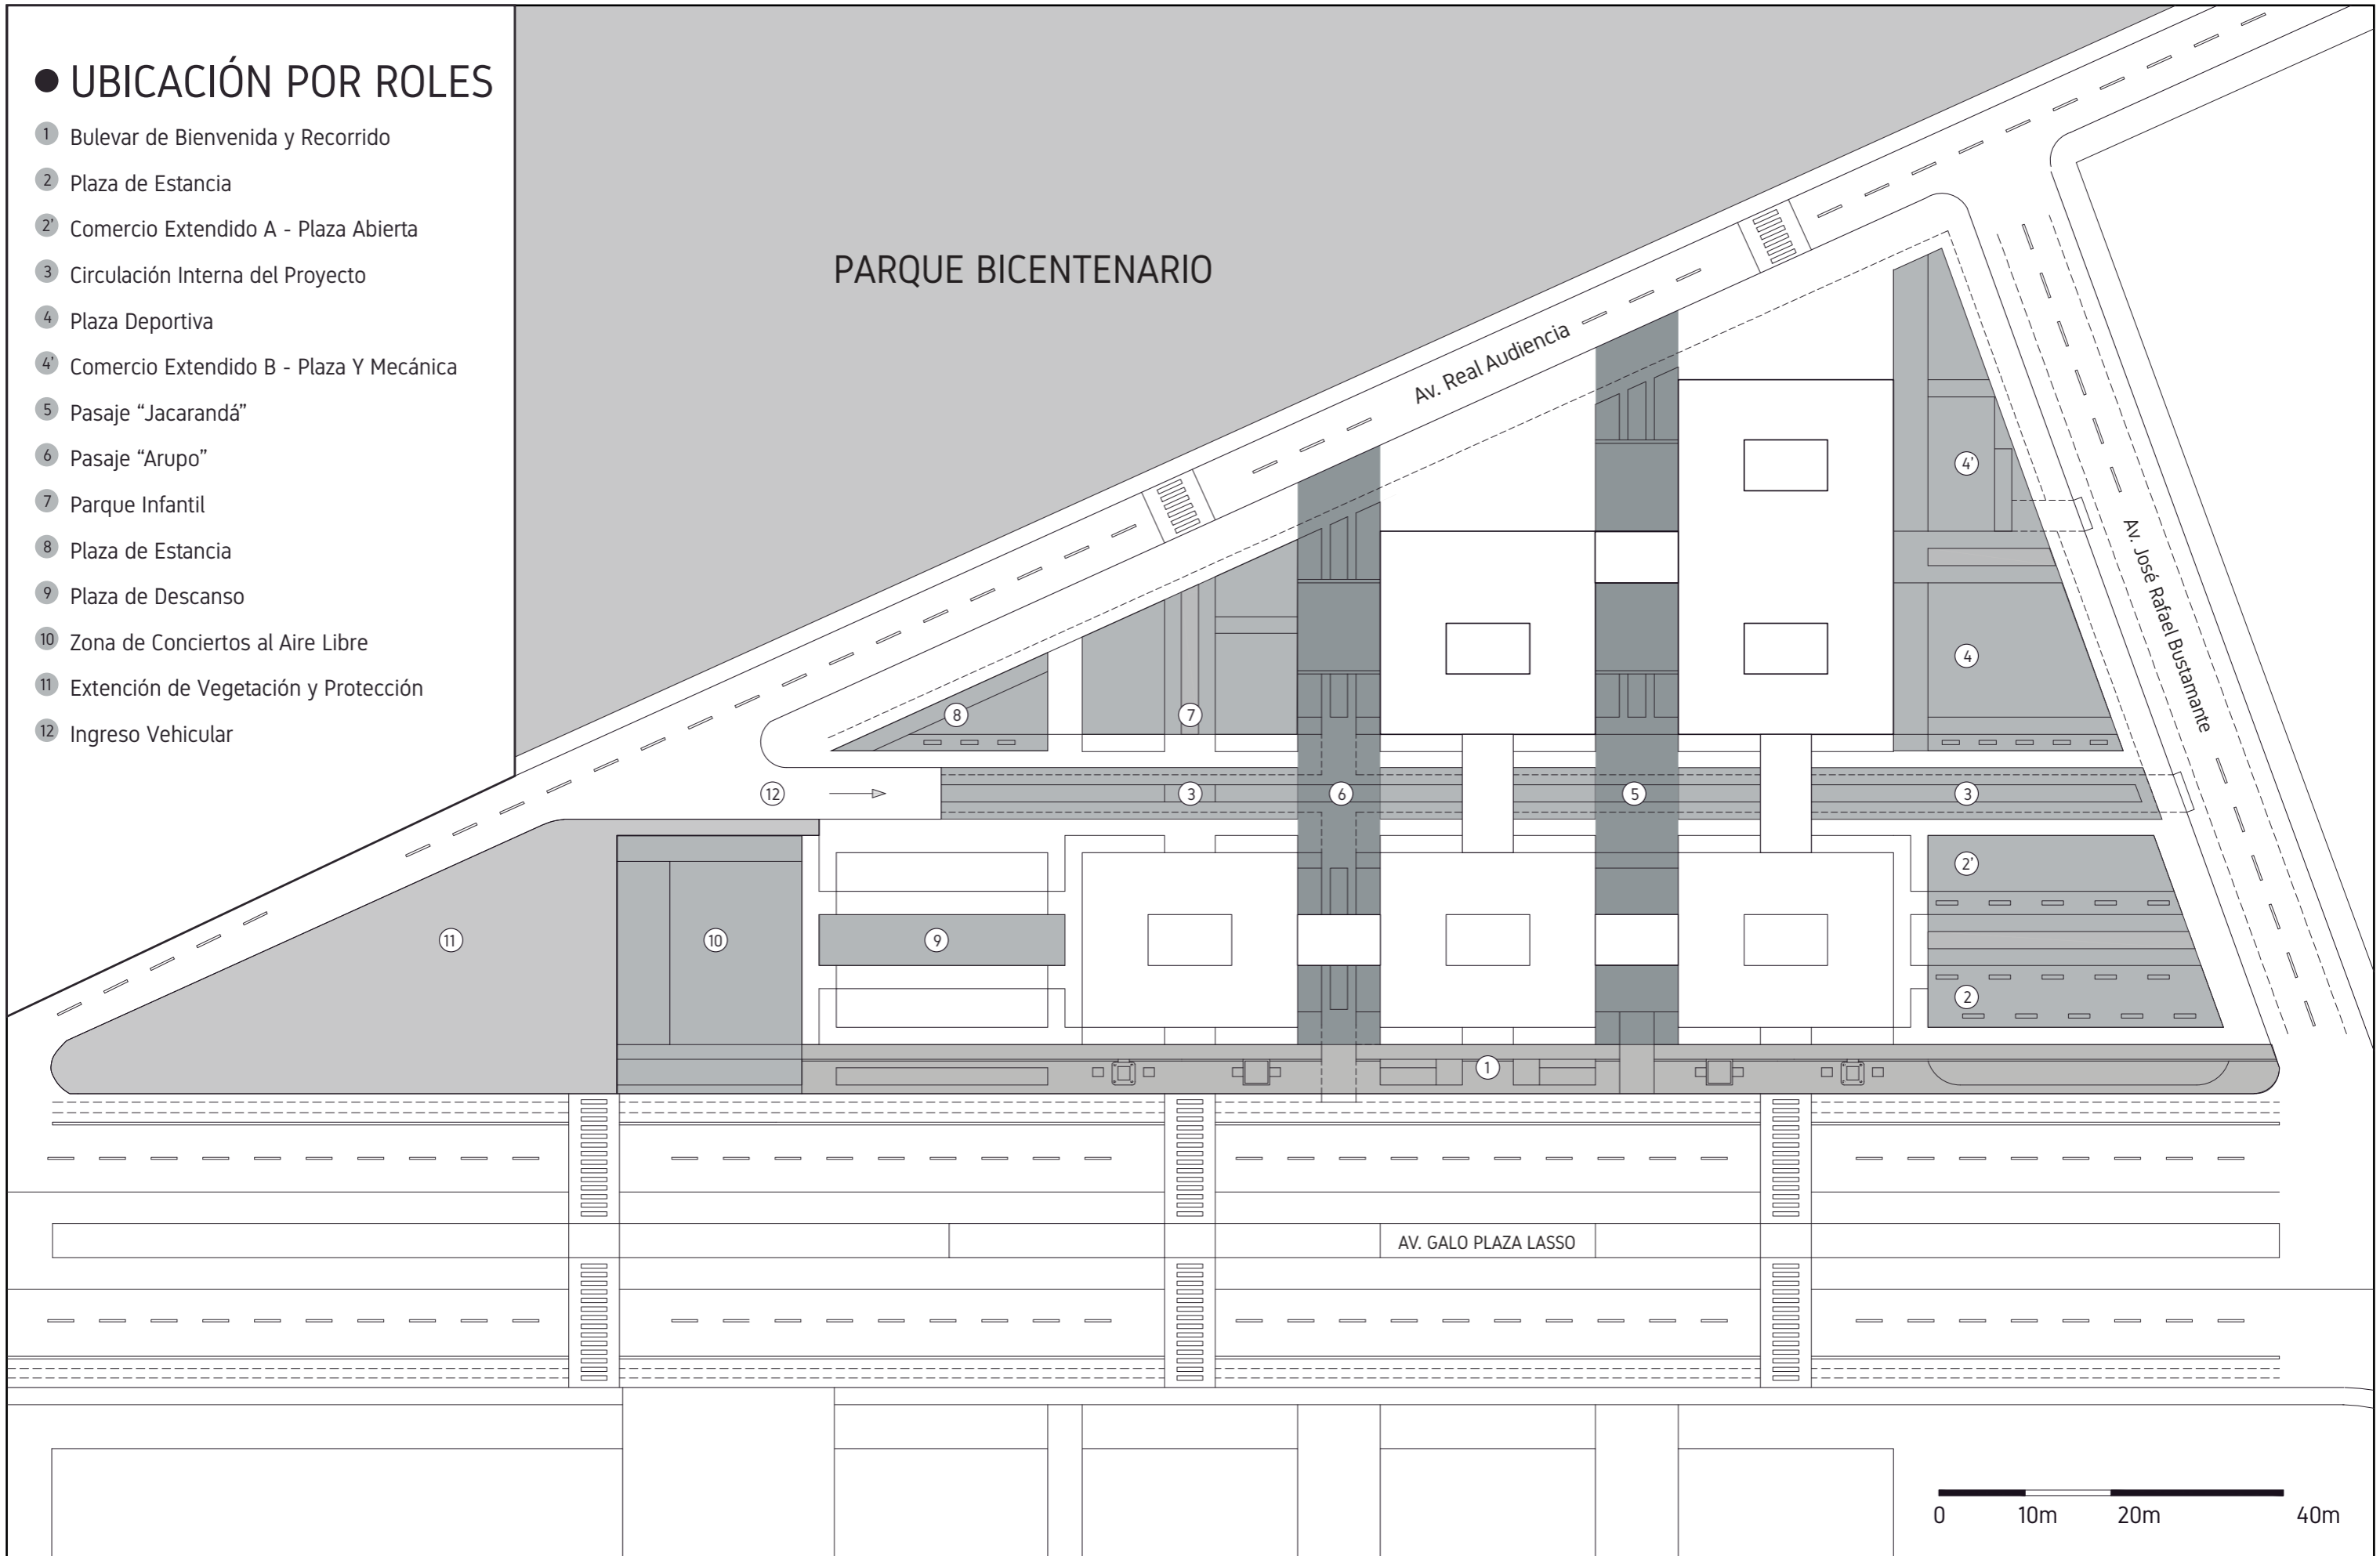 ● UBICACIÓN POR ROLES
1 Bulevar de Bienvenida y Recorrido
2 Plaza de Estancia
2' Comercio Extendido A - Plaza Abierta
3 Circulación Interna del Proyecto
4 Plaza Deportiva
4' Comercio Extendido B - Plaza Y Mecánica
5 Pasaje “Jacarandá”
6 Pasaje “Arupo”
7 Parque Infantil
8 Plaza de Estancia
9 Plaza de Descanso
10 Zona de Conciertos al Aire Libre
11 Extención de Vegetación y Protección
12 Ingreso Vehicular
PARQUE BICENTENARIO
Av. Real Audiencia
Av. José Rafael Bustamante
4'
4
8
7
12
3
6
5
3
2'
11
10
9
2
1
AV. GALO PLAZA LASSO
0 10m 20m 40m